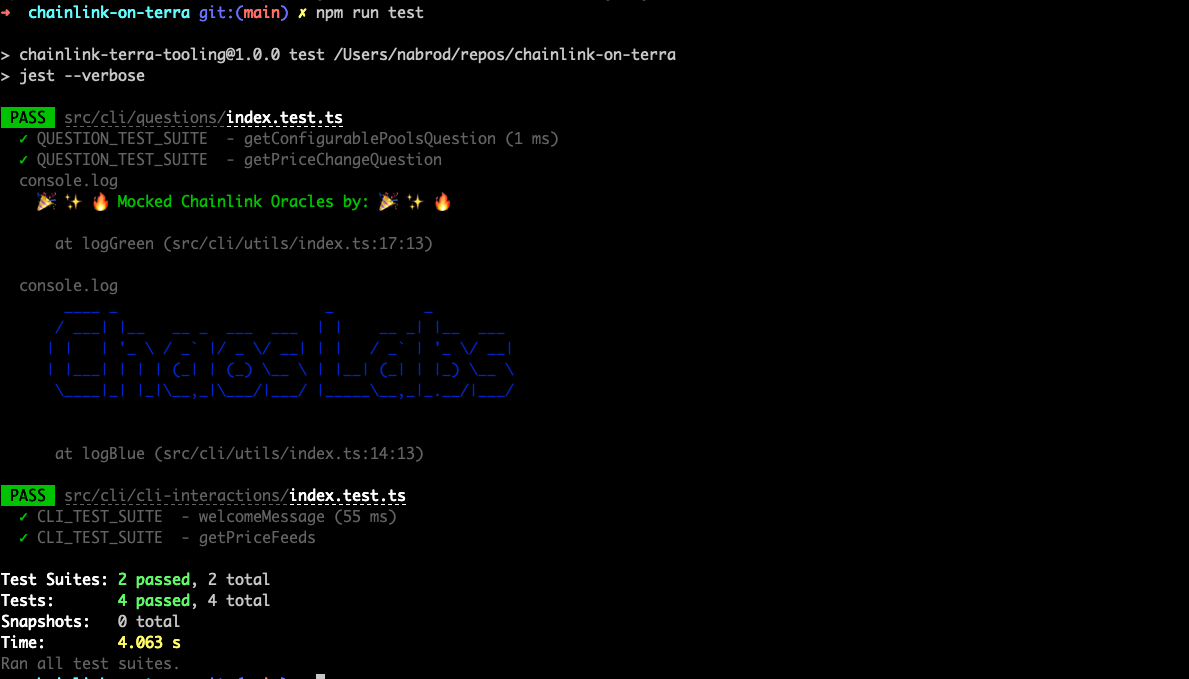 ➜ chainlink-on-terra git:(main) ✗ npm run test
> chainlink-terra-tooling@1.0.0 test /Users/nabrod/repos/chainlink-on-terra
> jest --verbose
PASS src/cli/questions/index.test.ts
✓ QUESTION_TEST_SUITE - getConfigurablePoolsQuestion (1 ms)
✓ QUESTION_TEST_SUITE - getPriceChangeQuestion
console.log
🎉 ✨ 🔥 Mocked Chainlink Oracles by: 🎉 ✨ 🔥
at logGreen (src/cli/utils/index.ts:17:13)
console.log
Chaos Labs
at logBlue (src/cli/utils/index.ts:14:13)
PASS src/cli/cli-interactions/index.test.ts
✓ CLI_TEST_SUITE - welcomeMessage (55 ms)
✓ CLI_TEST_SUITE - getPriceFeeds
Test Suites: 2 passed, 2 total
Tests: 4 passed, 4 total
Snapshots: 0 total
Time: 4.063 s
Ran all test suites.